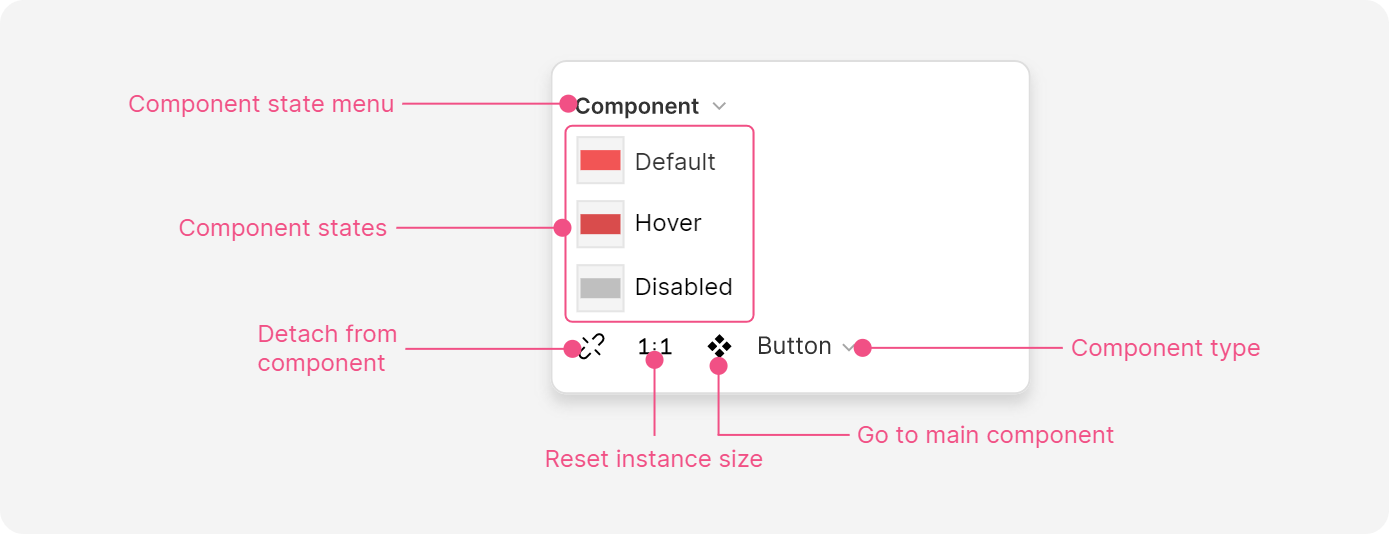 Component state menu
Component
Default
Component states
Hover
Disabled
Detach from
component
1:1
Button
Component type
Go to main component
Reset instance size